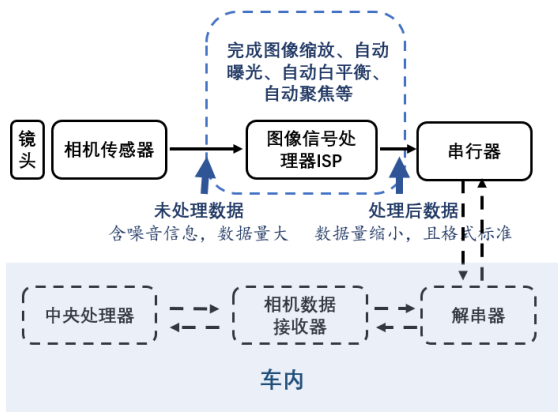 完成图像缩放、自动
曝光、自动白平衡、
自动聚焦等
镜
头
相机传感器
图像信号处
理器ISP
串行器
未处理数据
含噪音信息，数据量大
处理后数据
数据量缩小，且格式标准
中央处理器
相机数据
接收器
解串器
车内